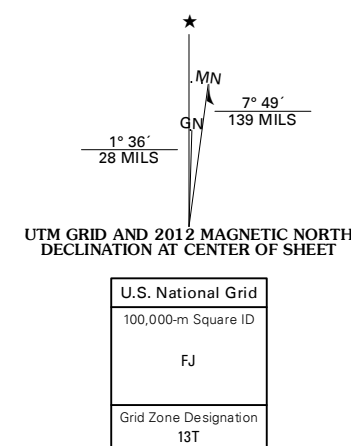 ★
MN
GN
7° 49´
139 MILS
1° 36´
28 MILS
UTM GRID AND 2012 MAGNETIC NORTH
DECLINATION AT CENTER OF SHEET
U.S. National Grid
100,000-m Square ID
FJ
Grid Zone Designation
13T